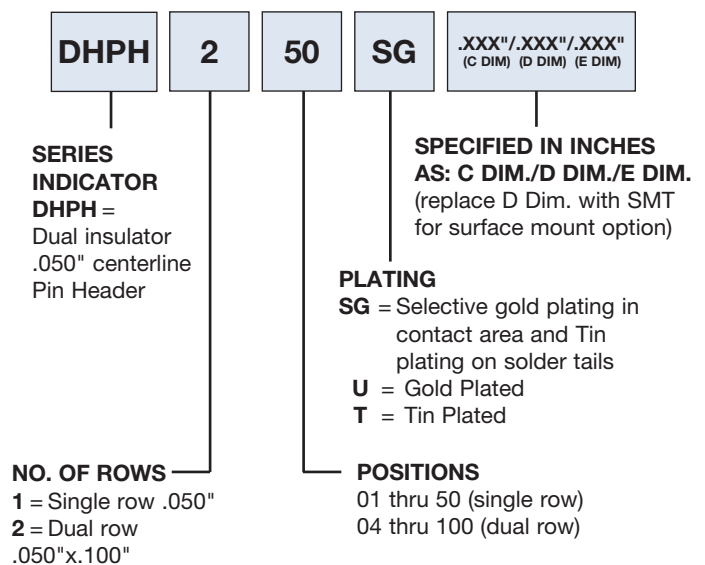 DHPH 2 50 SG .XXX"/.XXX"/.XXX"
(C DIM) (D DIM) (E DIM)
SERIES
INDICATOR
DHPH =
Dual insulator
.050" centerline
Pin Header
SPECIFIED IN INCHES
AS: C DIM./D DIM./E DIM.
(replace D Dim. with SMT
for surface mount option)
PLATING
SG = Selective gold plating in
contact area and Tin
plating on solder tails
U = Gold Plated
T = Tin Plated
NO. OF ROWS
1 = Single row .050"
2 = Dual row
.050"x.100"
POSITIONS
01 thru 50 (single row)
04 thru 100 (dual row)